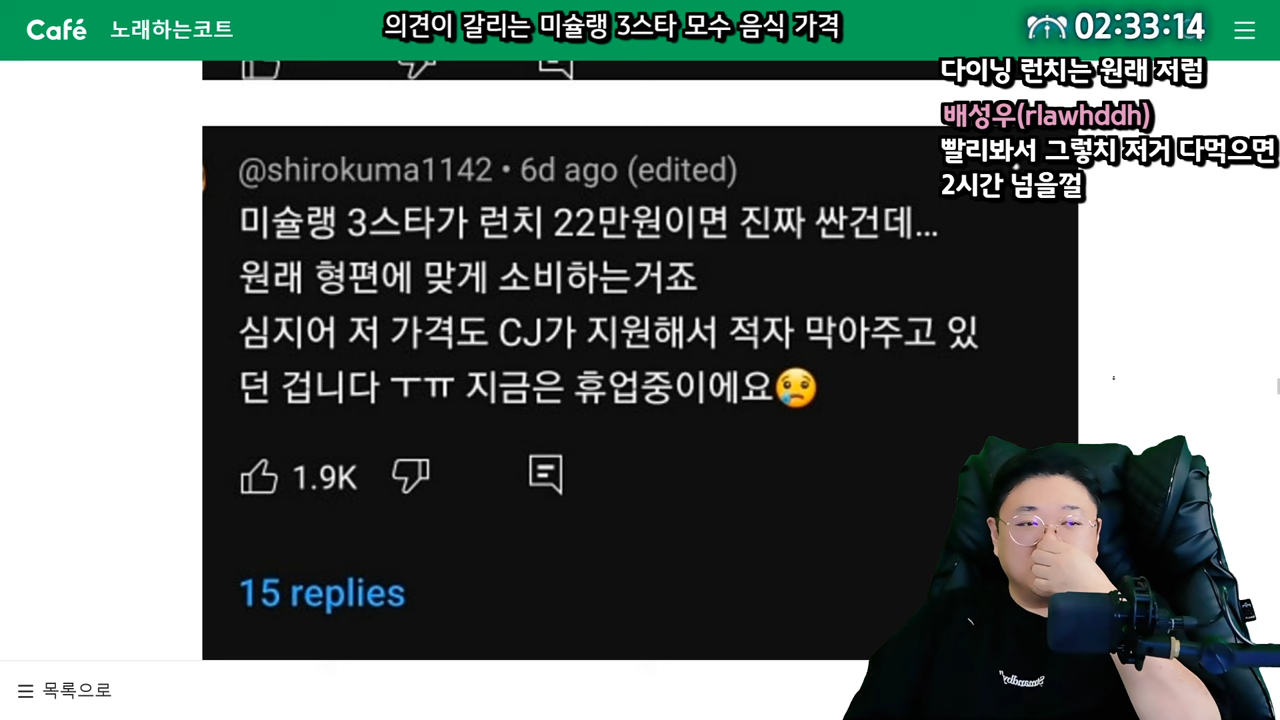 Café 노래하는코트
의견이 갈리는 미슐랭 3스타 모수 음식 가격
02:33:14
다이닝 런치는 원래 저럼
배성우(rlawhddh)
빨리봐서 그렇치 저거 다먹으면
2시간 넘을껄
@shirokuma1142 • 6d ago (edited)
미슐랭 3스타가 런치 22만원이면 진짜 싼건데...
원래 형편에 맞게 소비하는거죠
심지어 저 가격도 CJ가 지원해서 적자 막아주고 있
던 겁니다 ㅜㅠ 지금은 휴업중이에요😢
1.9K
15 replies
목록으로